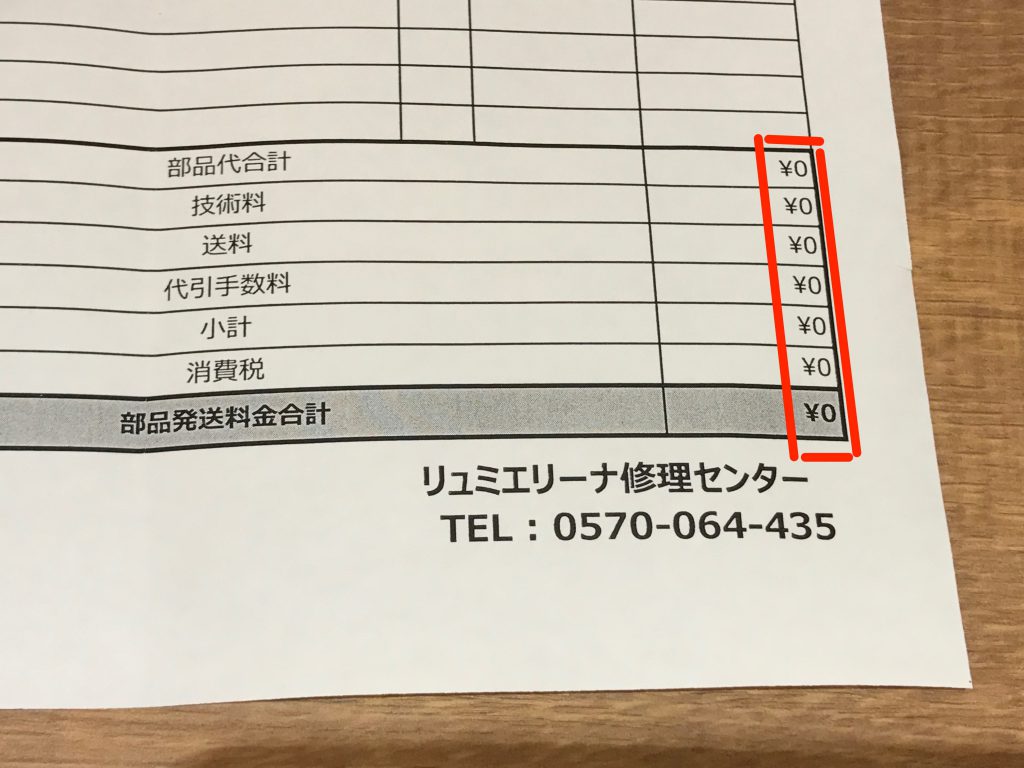 部品代合計 ¥0
技術料 ¥0
送料 ¥0
代引手数料 ¥0
小計 ¥0
消費税 ¥0
部品発送料金合計 ¥0
リュミエリーナ修理センター
TEL：0570-064-435